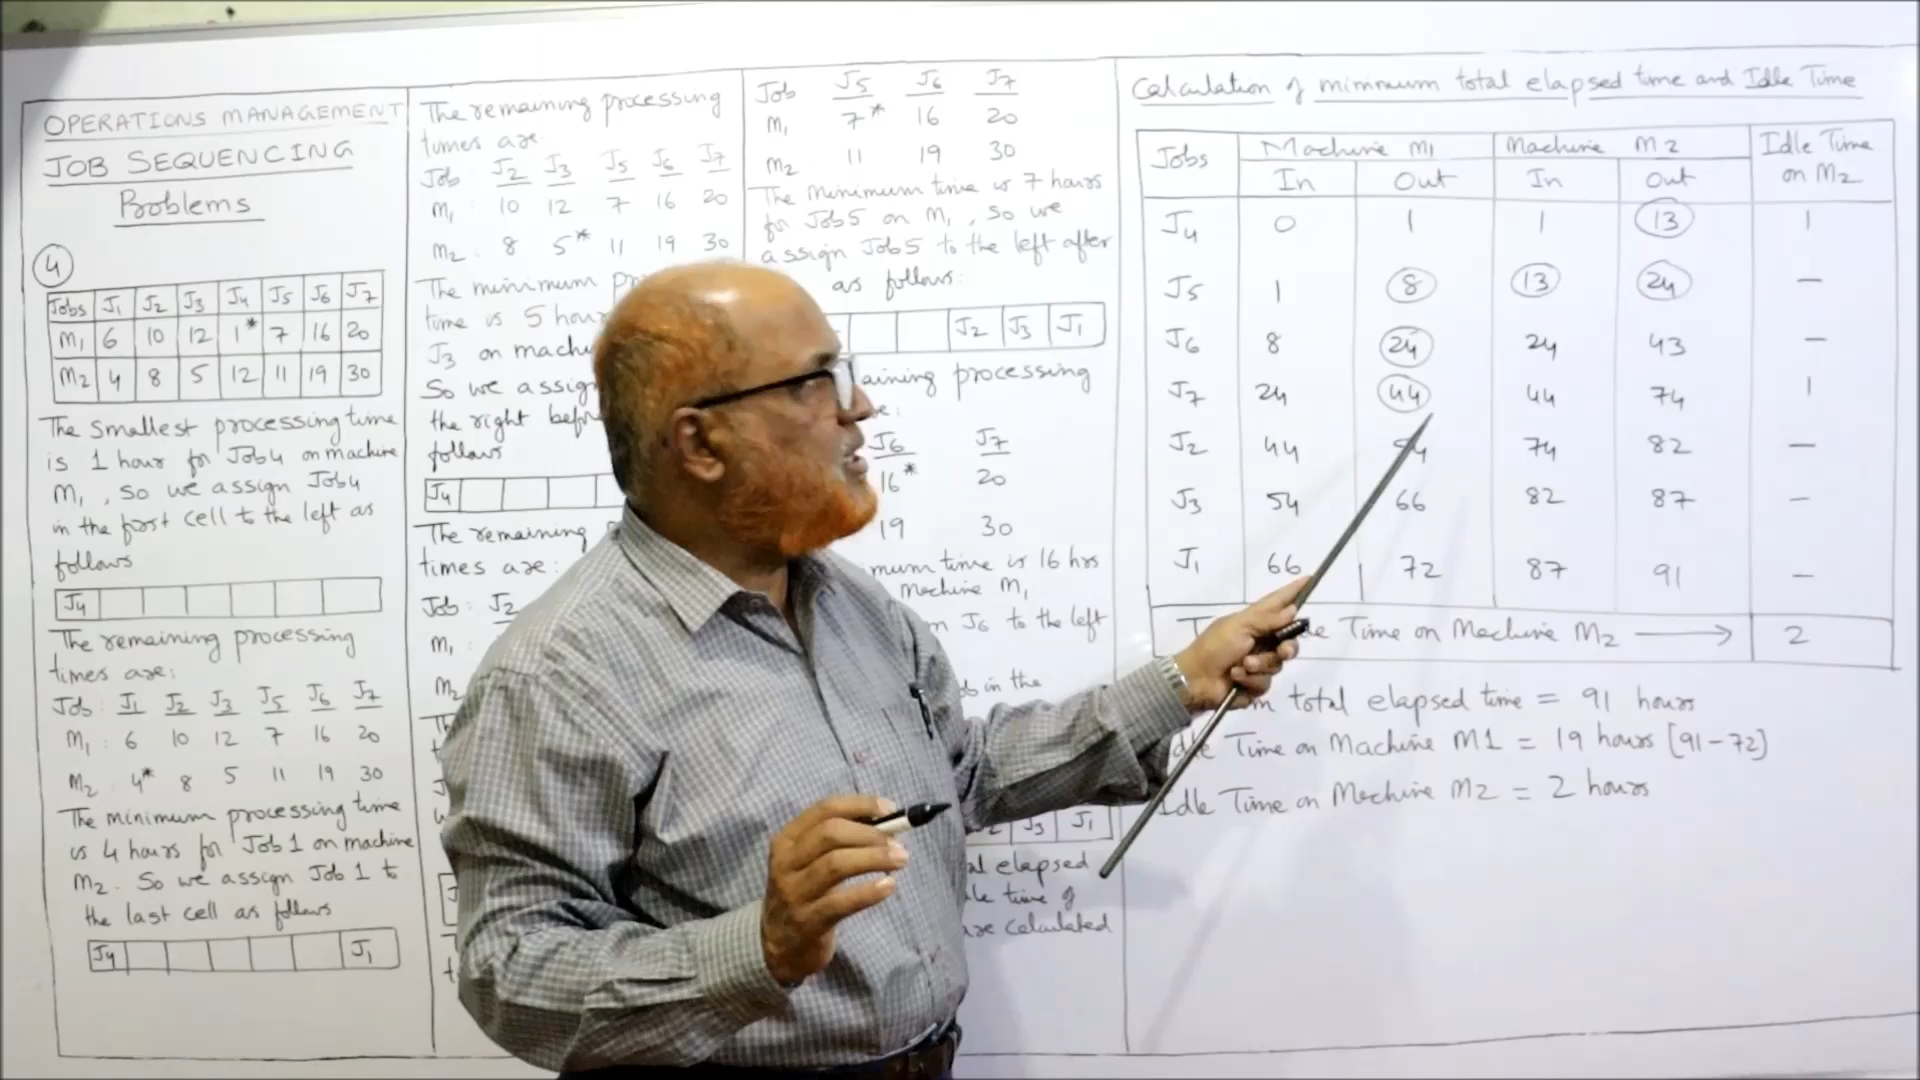 OPERATIONS MANAGEMENT
JOB SEQUENCING
Problems
4
Jobs J1 J2 J3 J4 J5 J6 J7
M1 6 10 12 1* 7 16 20
M2 4 8 5 12 11 19 30
The smallest processing time
is 1 hour for Job4 on machine
M1, So we assign Job4
in the first cell to the left as
follows
J4
The remaining processing
times are:
Job: J1 J2 J3 J5 J6 J7
M1: 6 10 12 7 16 20
M2 4* 8 5 11 19 30
The minimum processing time
is 4 hours for Job 1 on machine
M2. So we assign Job 1 to
the last cell as follows
J4 J1
The remaining processing
times are:
Job: J2 J3 J5 J6 J7
M1: 10 12 7 16 20
M2: 8 5* 11 19 30
The minimum
time is 5
J3 on
So we assign
the right
follows
J4
The remaining
times are:
Job: J2
M1:
M2
Job J5 J6 J7
M1 7* 16 20
M2 11 19 30
The minimum time is 7 hours
for Job5 on M1, So we
assign Job5 to the left after
as follows:
J2 J3 J1
processing
J6 J7
16* 20
19 30
time is 16 hrs
machine M1
J6 to the left
in the
J3 J1
elapsed
time of
are calculated
Calculation of minimum total elapsed time and Idle Time
Jobs Machine M1 Machine M2 Idle Time on M2
In Out In Out
J4 0 1 1 13 1
J5 1 8 13 24 –
J6 8 24 24 43 –
J7 24 44 44 74 1
J2 44 54 74 82 –
J3 54 66 82 87 –
J1 66 72 87 91 –
Time on Machine M2 → 2
total elapsed time = 91 hours
Idle Time on Machine M1 = 19 hours [91-72]
Idle Time on Machine M2 = 2 hours